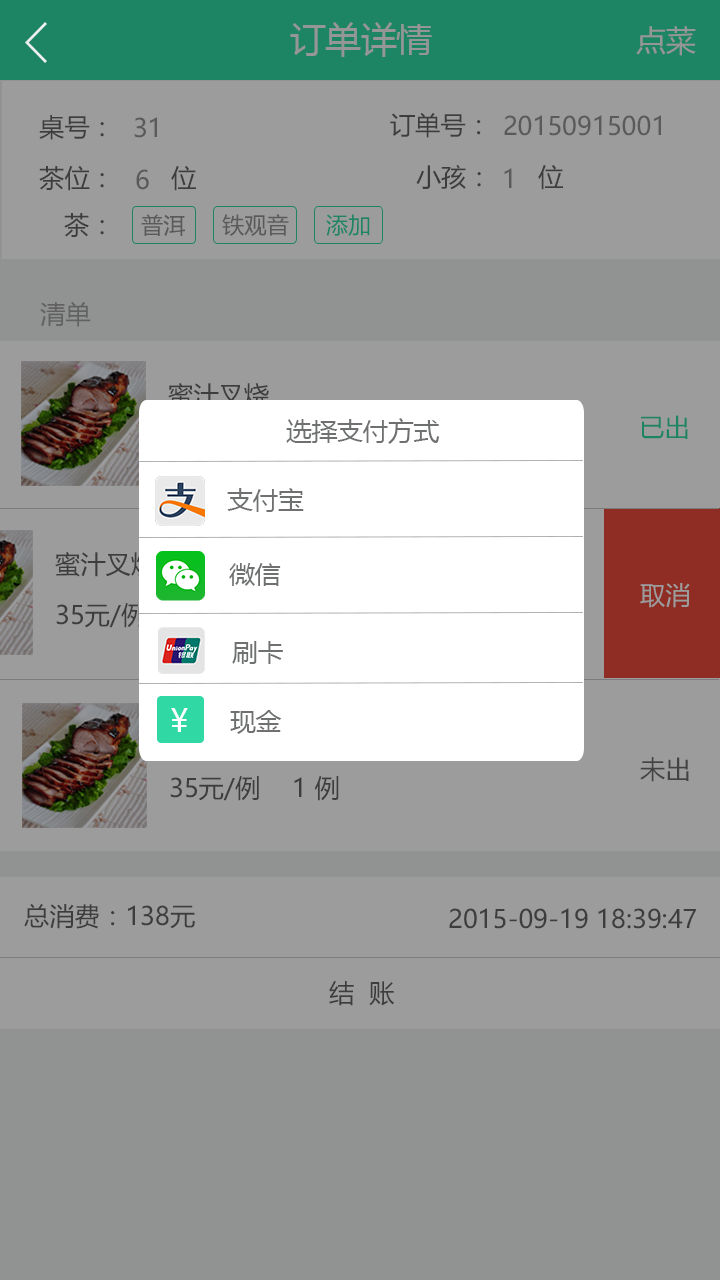 订单详情 点菜
桌号： 31 订单号： 20150915001
茶位： 6 位 小孩： 1 位
茶： 普洱 铁观音 添加
清单
蜜汁叉烧
已出
选择支付方式
支付宝
蜜汁叉
微信
取消
35元/例
UnionPay 银联 刷卡
¥ 现金
未出
35元/例 1 例
总消费：138元 2015-09-19 18:39:47
结 账